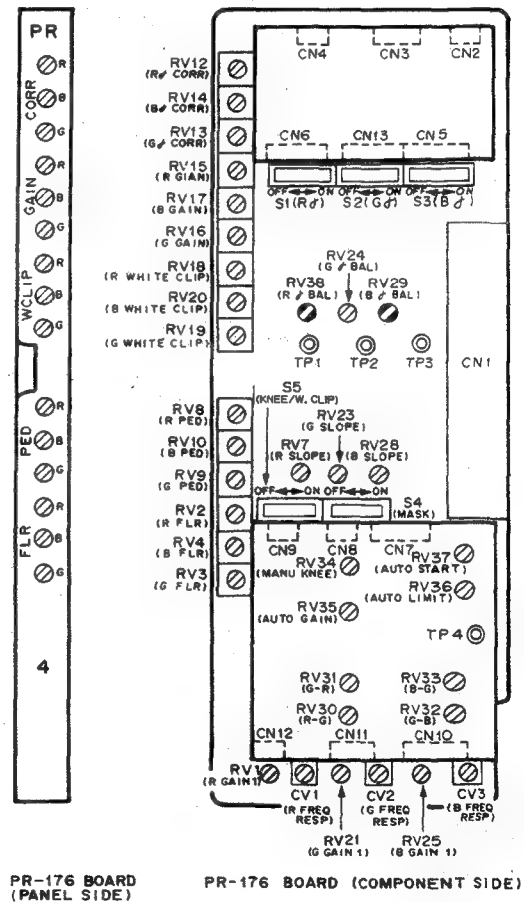 PR
R
CORR
B
G
R
GAIN
B
G
R
WCLIP
B
G
R
PED
B
G
R
FLR
B
G
4
PR-176 BOARD
(PANEL SIDE)
CN4
CN3
CN2
RV12
(R♂ CORR)
RV14
(B♂ CORR)
RV13
(G♂ CORR)
RV15
(R GIAN)
RV17
(B GAIN)
RV16
(G GAIN)
RV18
(R WHITE CLIP)
RV20
(B WHITE CLIP)
RV19
(G WHITE CLIP)
CN6
CN13
CN5
OFF ON
OFF ON
OFF ON
S1(R♂)
S2(G♂)
S3(B♂)
RV24
(G ♂ BAL)
RV38
(R ♂ BAL)
RV29
(B ♂ BAL)
TP1
TP2
TP3
CN1
S5
(KNEE/W.CLIP)
RV23
(G SLOPE)
RV7
(R SLOPE)
RV28
(B SLOPE)
OFF ON
OFF ON
S4
(MASK)
RV8
(R PED)
RV10
(B PED)
RV9
(G PED)
RV2
(R FLR)
RV4
(B FLR)
RV3
(G FLR)
CN9
CN8
CN7
RV34
(MANU KNEE)
RV37
(AUTO START)
RV36
(AUTO LIMIT)
RV35
(AUTO GAIN)
TP4
RV31
(G-R)
RV33
(B-G)
RV30
(R-G)
RV32
(G-B)
CN12
CN11
CN10
RV1
(R GAIN1)
CV1
(R FREQ
RESP)
CV2
(G FREQ
RESP)
CV3
(B FREQ
RESP)
RV21
(G GAIN 1)
RV25
(B GAIN 1)
PR-176 BOARD (COMPONENT SIDE)